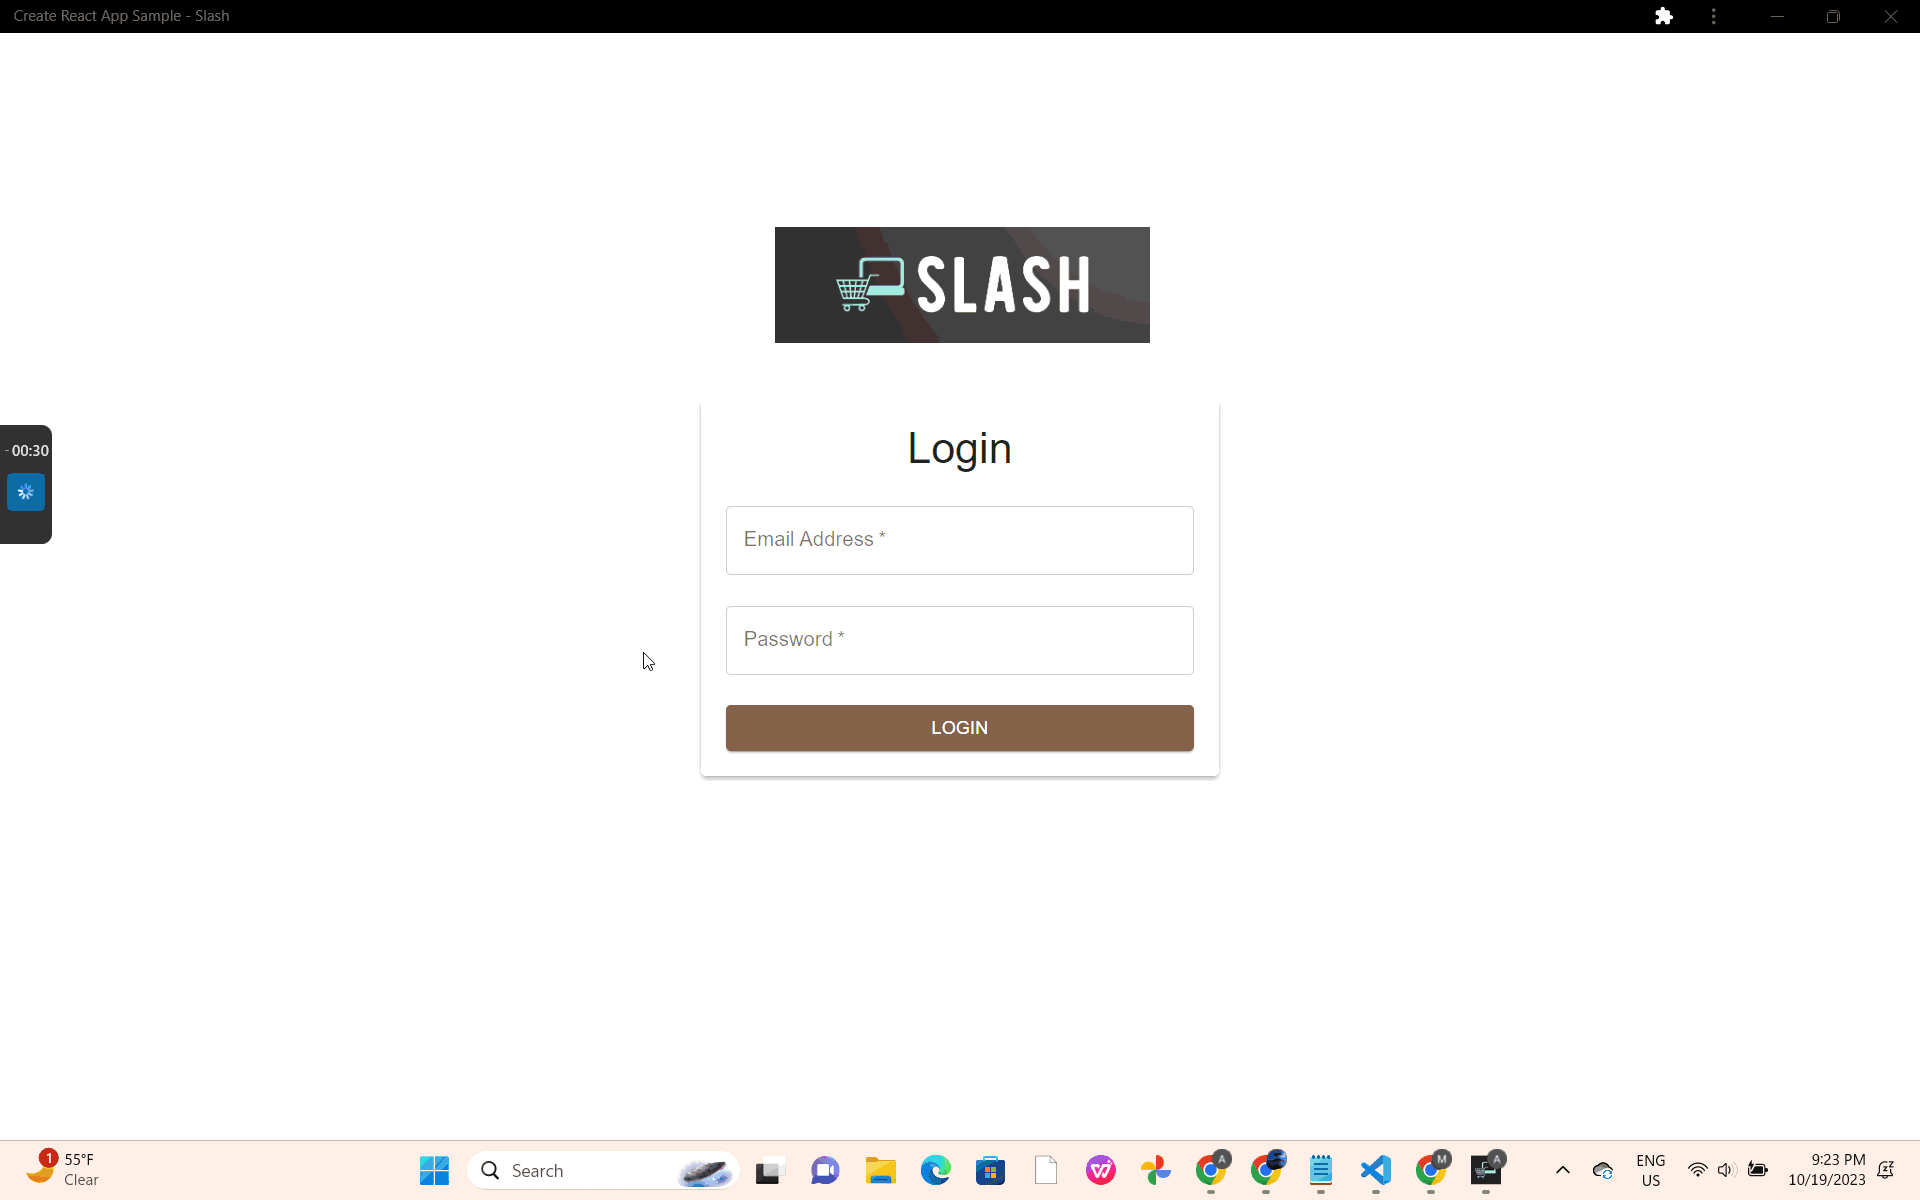 Create React App Sample - Slash
SLASH
- 00:30
Login
Email Address *
Password *
LOGIN
1
55°F
Clear
Search
A
M
A
ENG
US
9:23 PM
10/19/2023